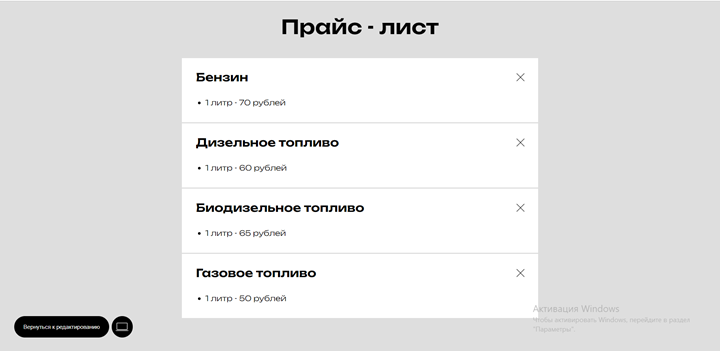 Прайс - лист
Бензин
• 1 литр - 70 рублей
Дизельное топливо
• 1 литр - 60 рублей
Биодизельное топливо
• 1 литр - 65 рублей
Газовое топливо
• 1 литр - 50 рублей
Активация Windows
Чтобы активировать Windows, перейдите в раздел
"Параметры".
Вернуться к редактированию